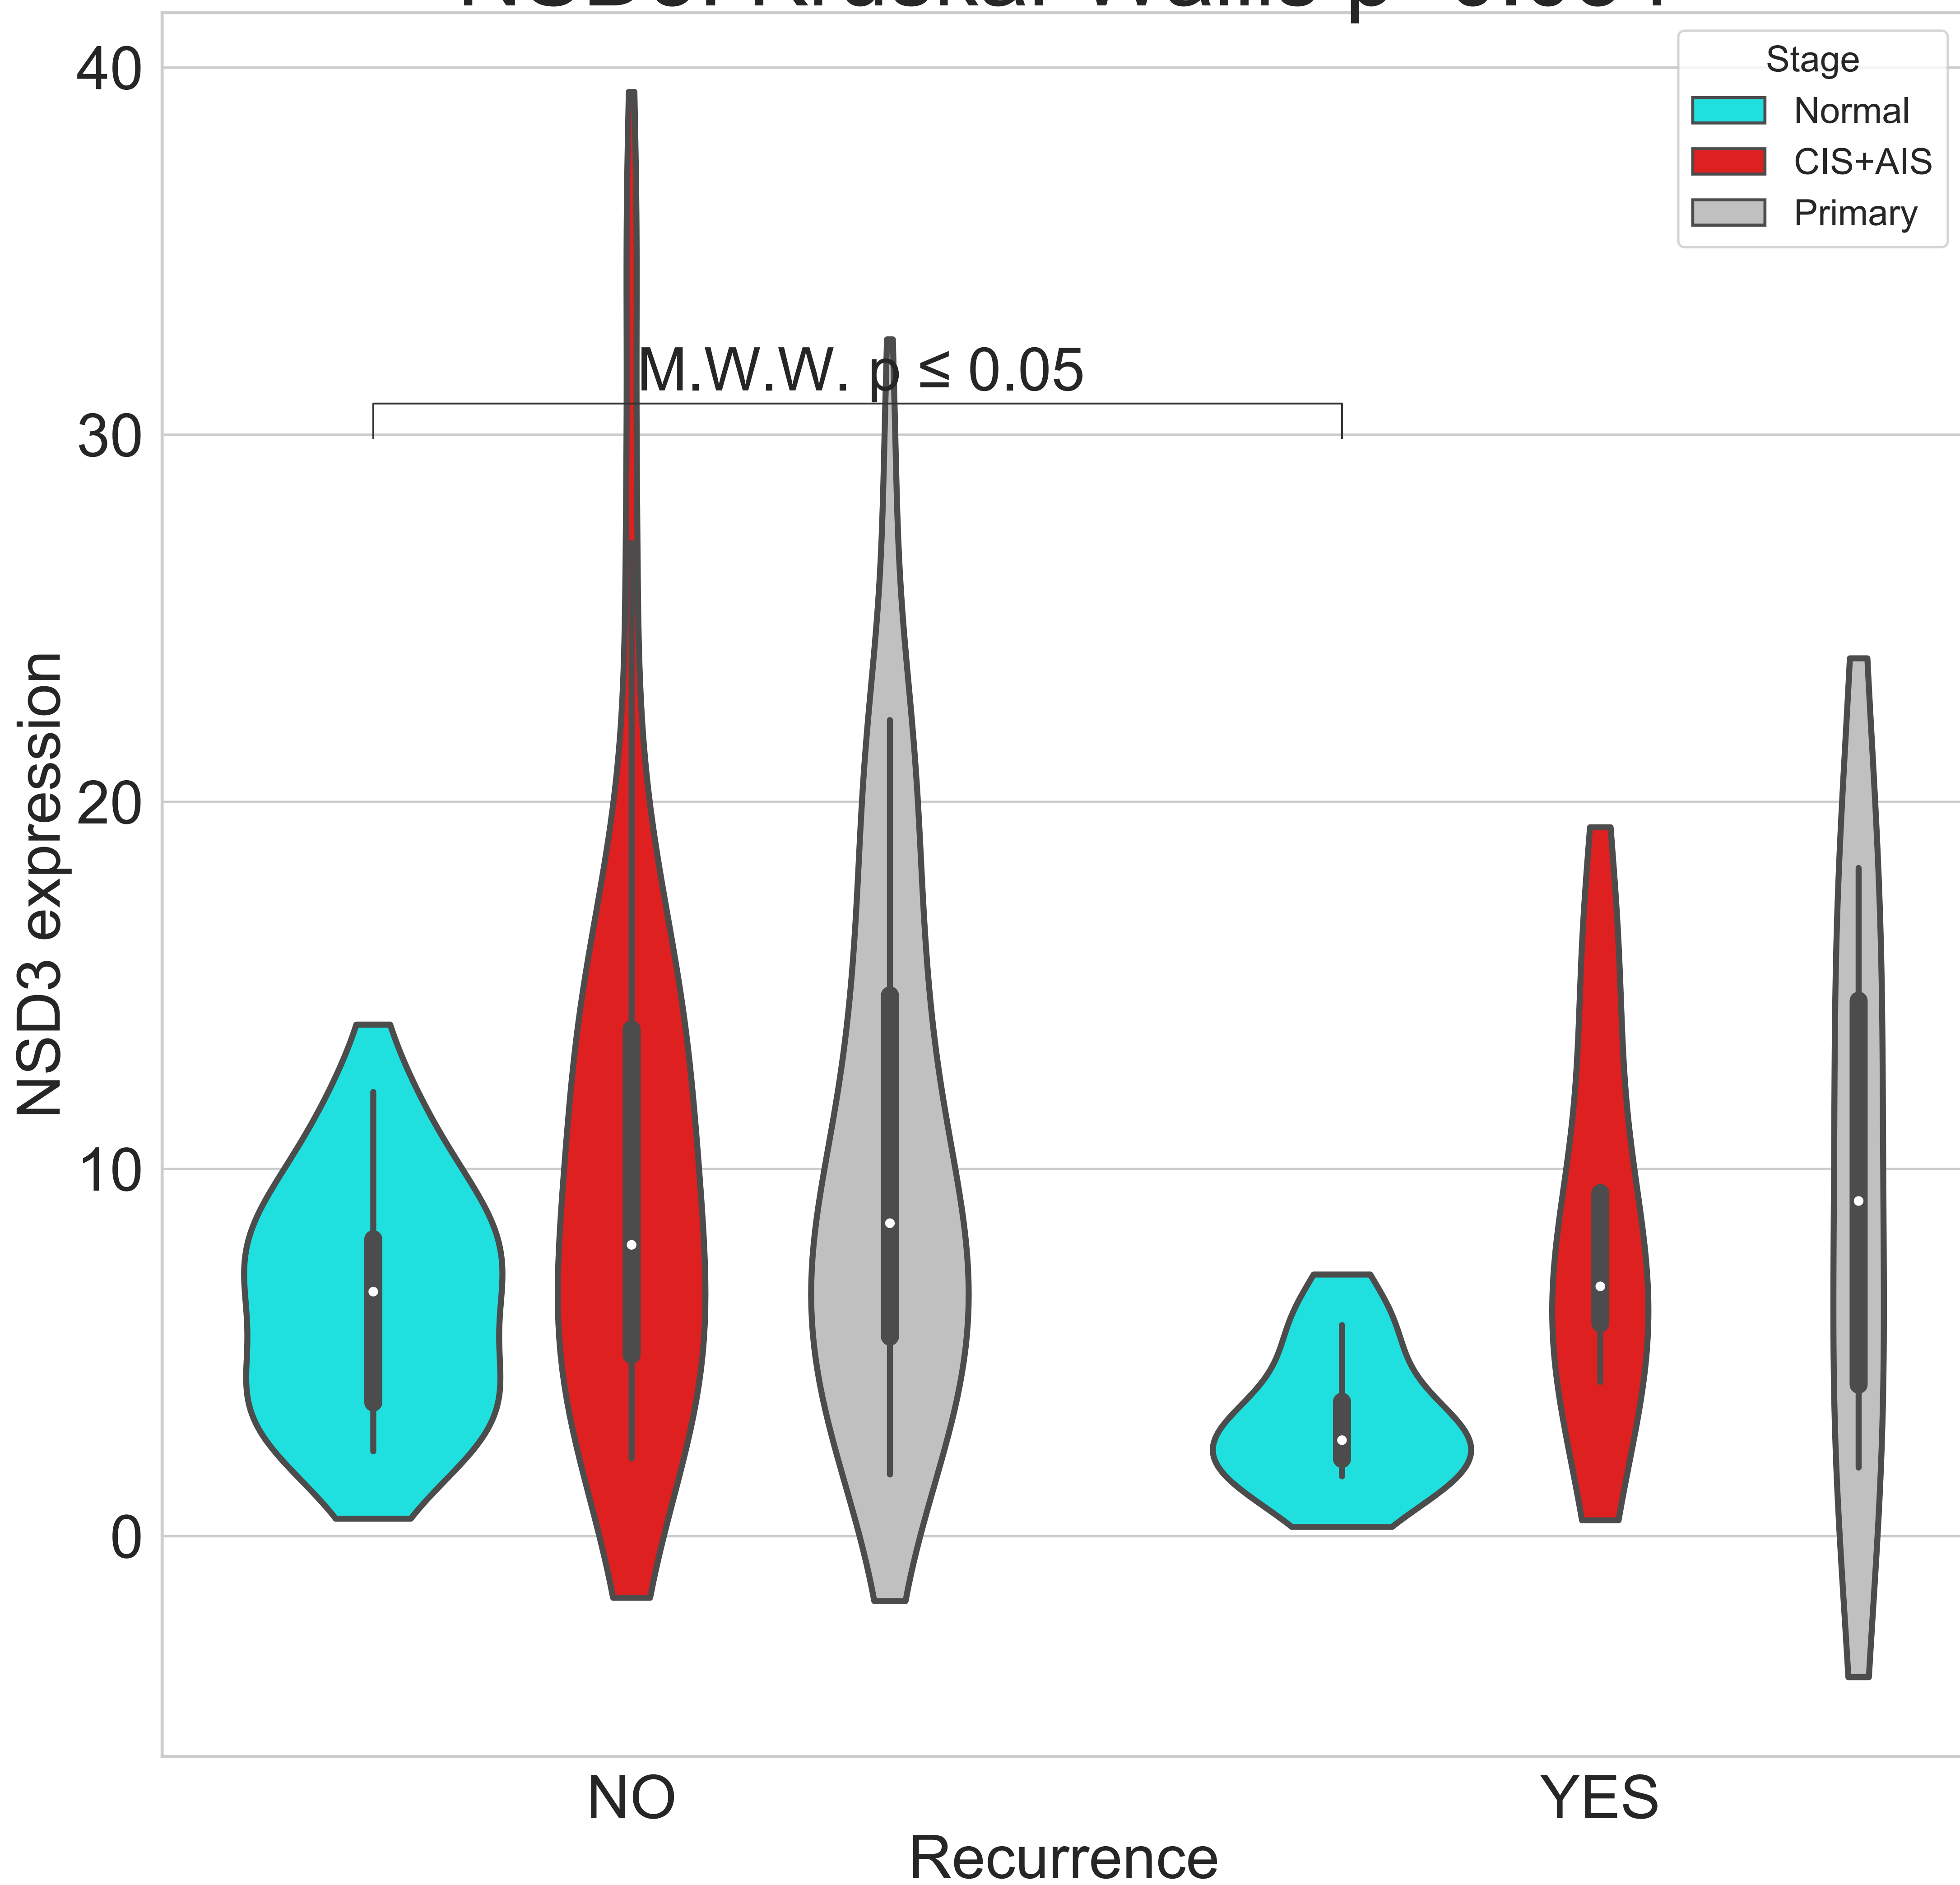 40
Stage
Normal
CIS+AIS
Primary
M.W.W. p ≤ 0.05
30
20
10
0
NSD3 expression
NO
YES
Recurrence